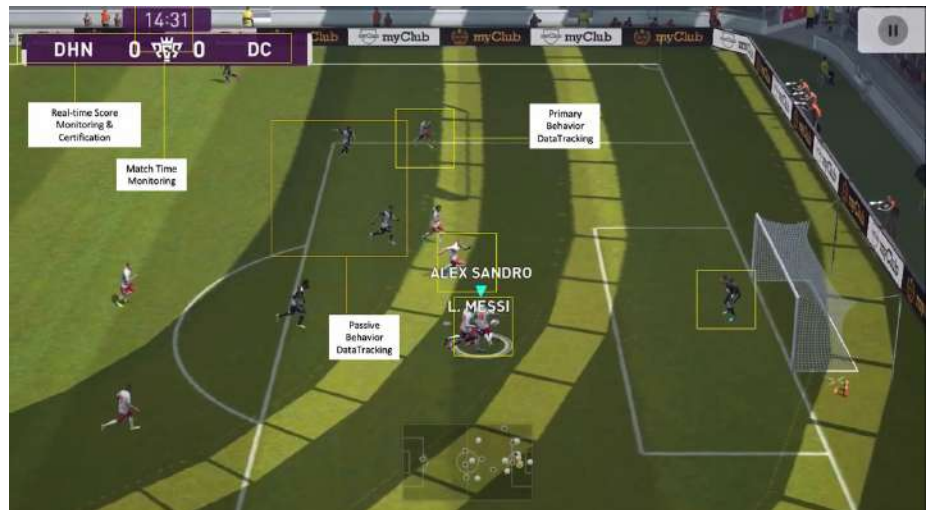 14:31
DHN 0 0 DC
myClub myClub myClub myClub
Real-time Score
Monitoring &
Certification
Match Time
Monitoring
Primary
Behavior
DataTracking
ALEX SANDRO
L. MESSI
Passive
Behavior
DataTracking